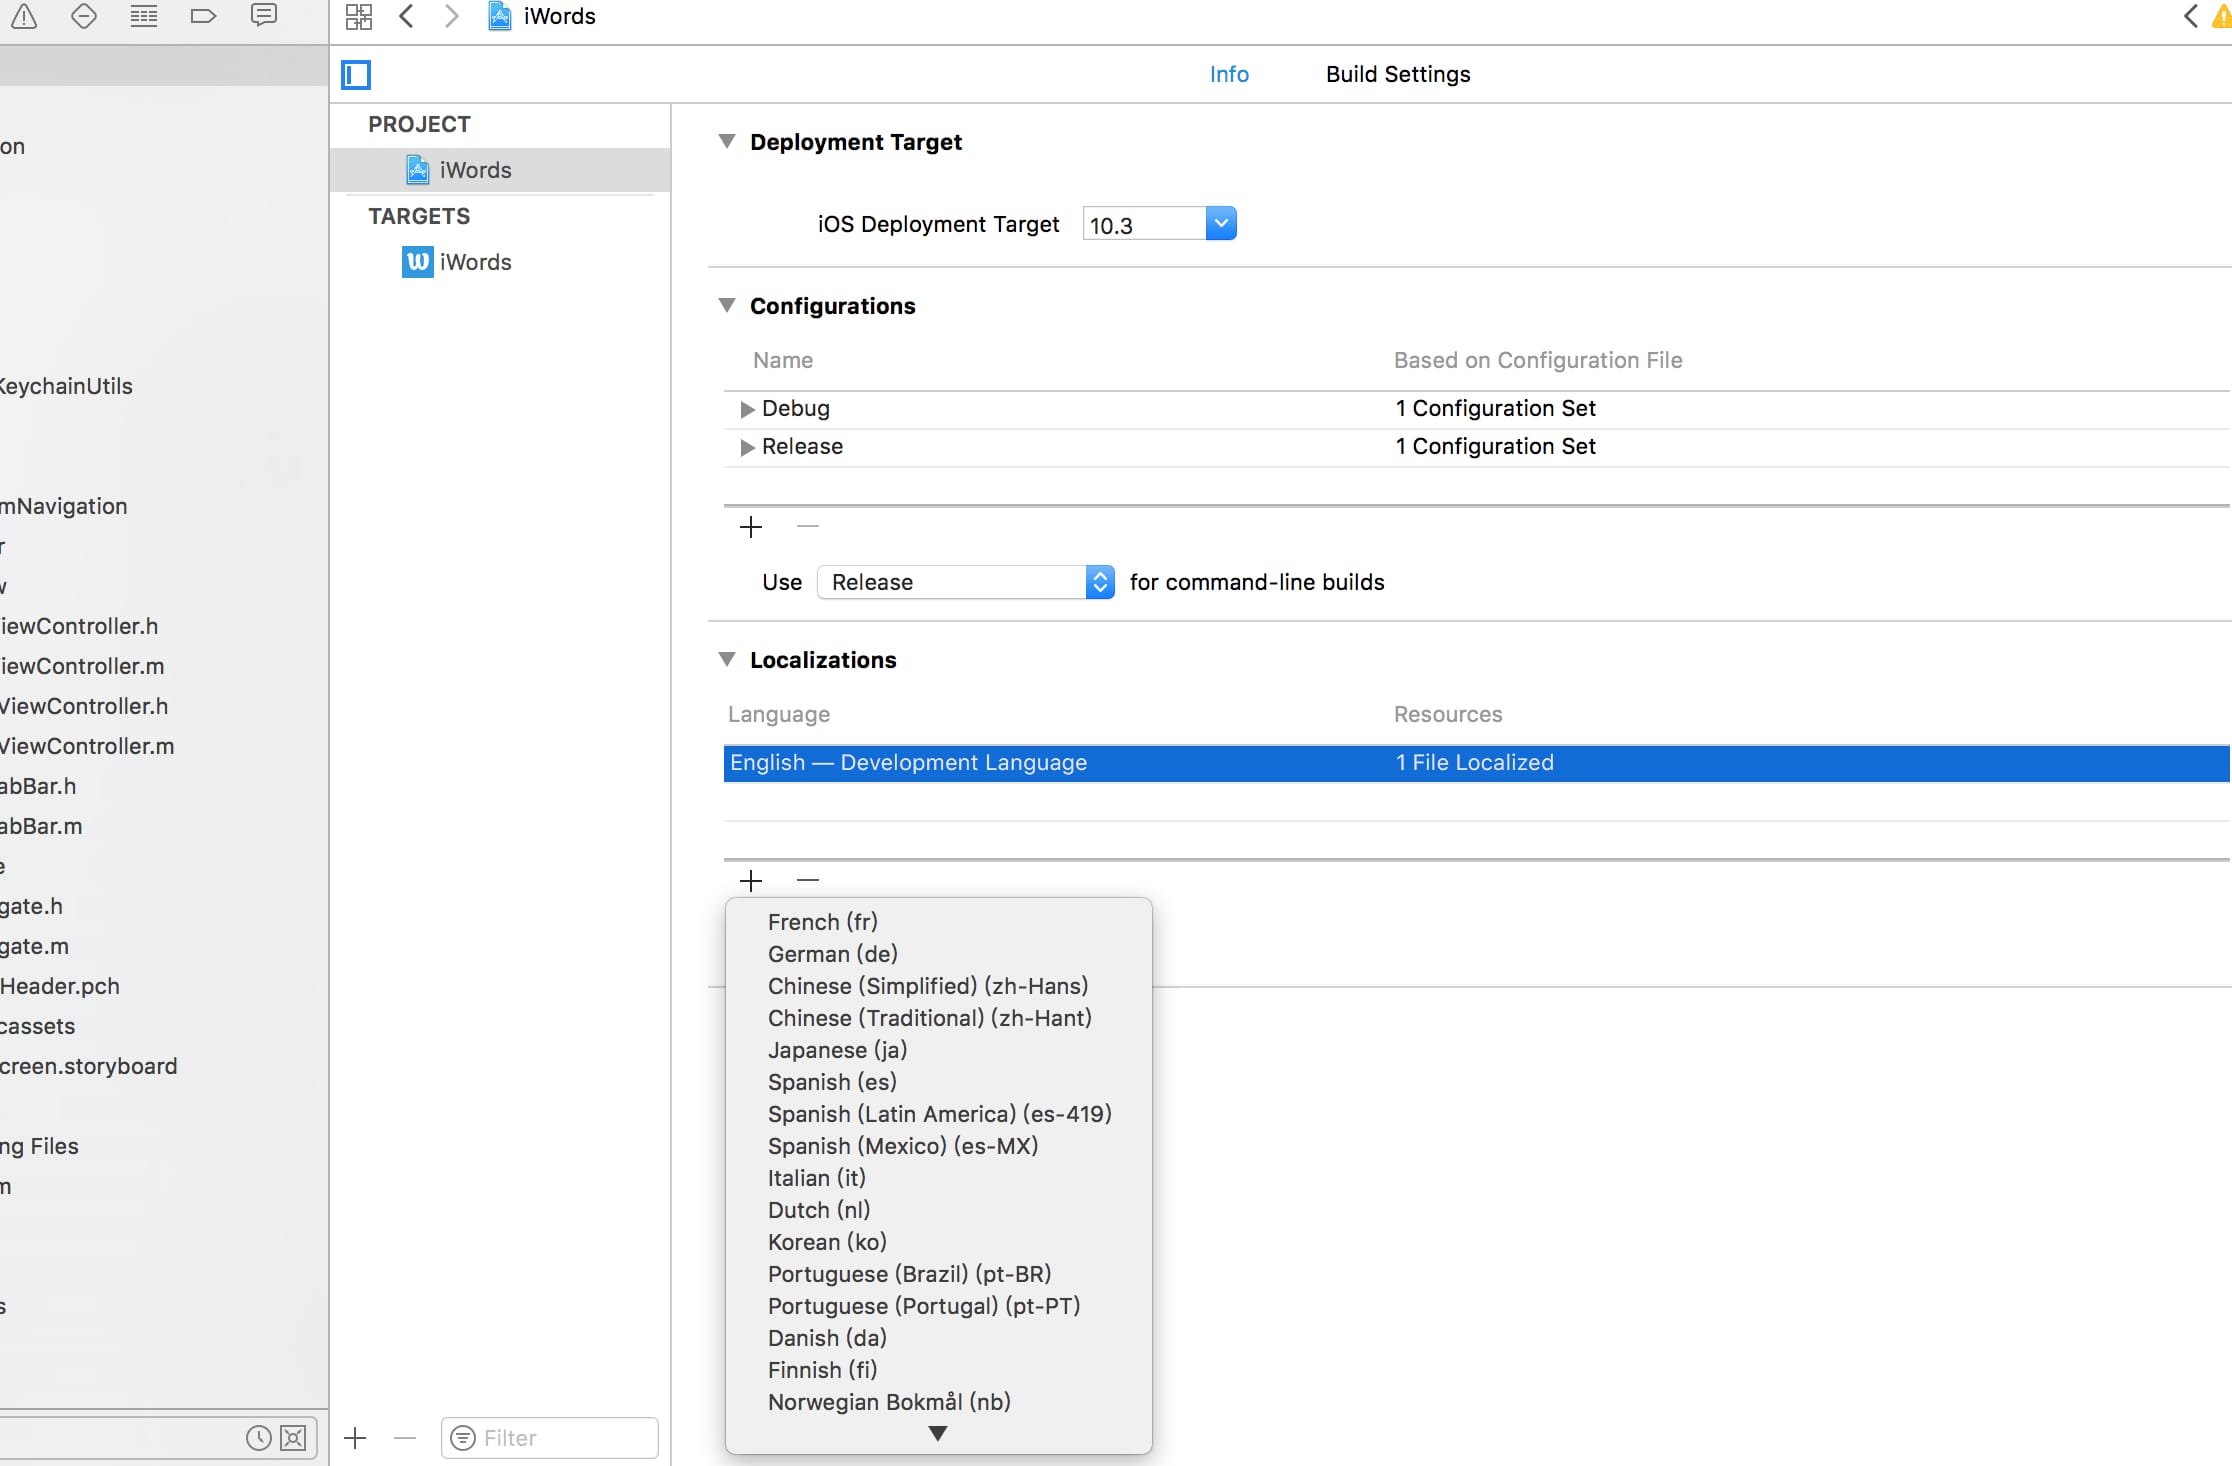 iWords
Info
Build Settings
on
KeychainUtils
mNavigation
r
w
iewController.h
iewController.m
ViewController.h
ViewController.m
abBar.h
abBar.m
e
gate.h
gate.m
Header.pch
cassets
creen.storyboard
ng Files
m
s
PROJECT
iWords
TARGETS
iWords
Filter
Deployment Target
iOS Deployment Target 10.3
Configurations
Name Based on Configuration File
Debug 1 Configuration Set
Release 1 Configuration Set
Use Release for command-line builds
Localizations
Language Resources
English — Development Language 1 File Localized
French (fr)
German (de)
Chinese (Simplified) (zh-Hans)
Chinese (Traditional) (zh-Hant)
Japanese (ja)
Spanish (es)
Spanish (Latin America) (es-419)
Spanish (Mexico) (es-MX)
Italian (it)
Dutch (nl)
Korean (ko)
Portuguese (Brazil) (pt-BR)
Portuguese (Portugal) (pt-PT)
Danish (da)
Finnish (fi)
Norwegian Bokmål (nb)